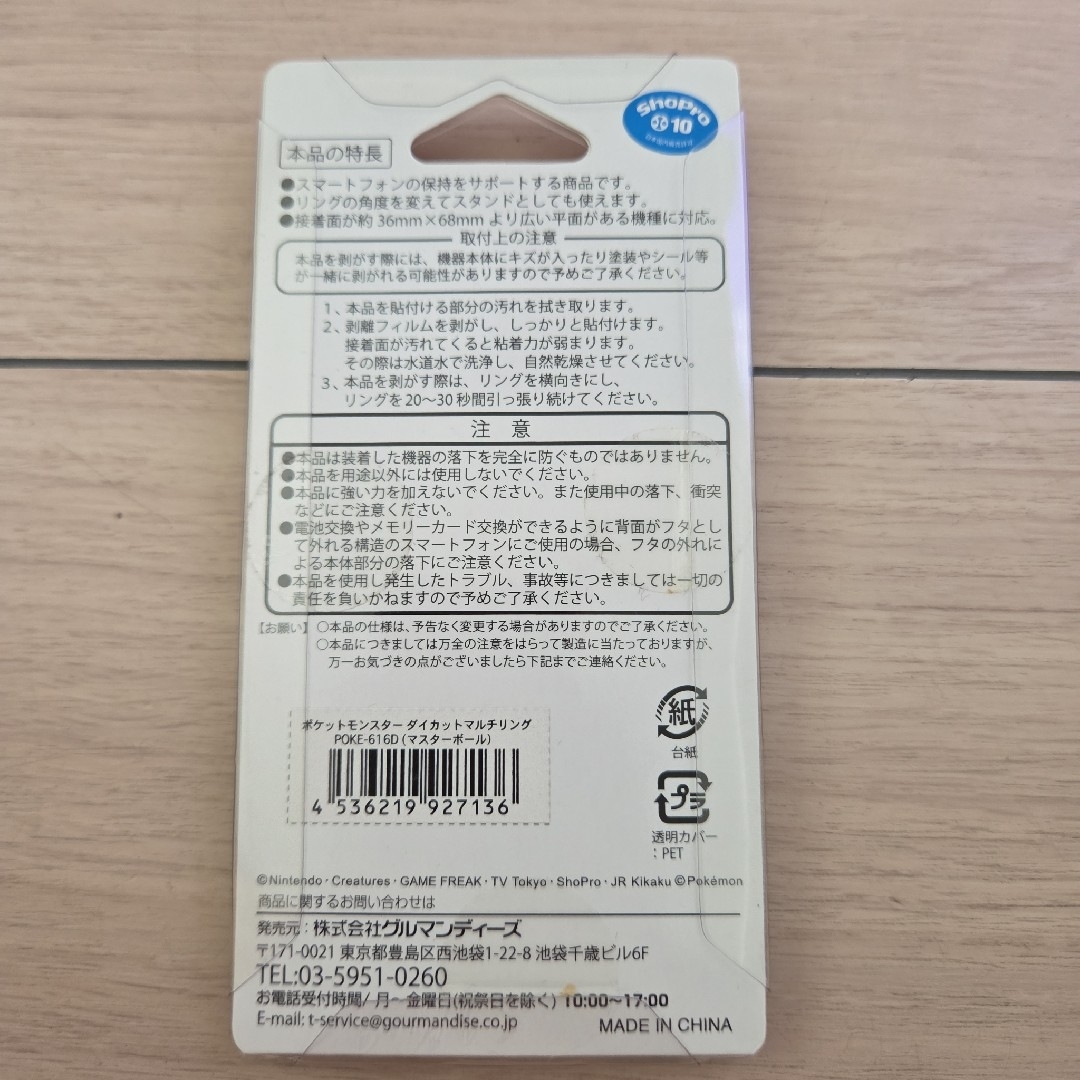 ShoPro
10
日本国内販売許可
本品の特長
●スマートフォンの保持をサポートする商品です。
●リングの角度を変えてスタンドとしても使えます。
●接着面が約 36mm×68mm より広い平面がある機種に対応。
取付上の注意
本品を剥がす際には、機器本体にキズが入ったり塗装やシール等
が一緒に剥がれる可能性がありますので予めご了承ください。
1、本品を貼付ける部分の汚れを拭き取ります。
2、剥離フィルムを剥がし、しっかりと貼付けます。
接着面が汚れてくると粘着力が弱まります。
その際は水道水で洗浄し、自然乾燥させてください。
3、本品を剥がす際は、リングを横向きにし、
リングを20〜30秒間引っ張り続けてください。
注 意
●本品は装着した機器の落下を完全に防ぐものではありません。
●本品を用途以外には使用しないでください。
●本品に強い力を加えないでください。また使用中の落下、衝突
などにご注意ください。
●電池交換やメモリーカード交換ができるように背面がフタとし
て外れる構造のスマートフォンにご使用の場合、フタの外れに
よる本体部分の落下にご注意ください。
●本品を使用し発生したトラブル、事故等につきましては一切の
責任を負いかねますので予めご了承ください。
【お願い】○本品の仕様は、予告なく変更する場合がありますのでご了承ください。
○本品につきましては万全の注意をはらって製造に当たっておりますが、
万一お気づきの点がございましたら下記までご連絡ください。
ポケットモンスター ダイカットマルチリング
POKE-616D(マスターボール)
4 536219 927136
紙
台紙
プラ
透明カバー
:PET
©Nintendo・Creatures・GAME FREAK・TV Tokyo・ShoPro・JR Kikaku ©Pokémon
商品に関するお問い合わせは
発売元:株式会社グルマンディーズ
〒171-0021 東京都豊島区西池袋1-22-8 池袋千歳ビル6F
TEL:03-5951-0260
お電話受付時間/月〜金曜日(祝祭日を除く) 10:00〜17:00
E-mail: t-service@gourmandise.co.jp
MADE IN CHINA